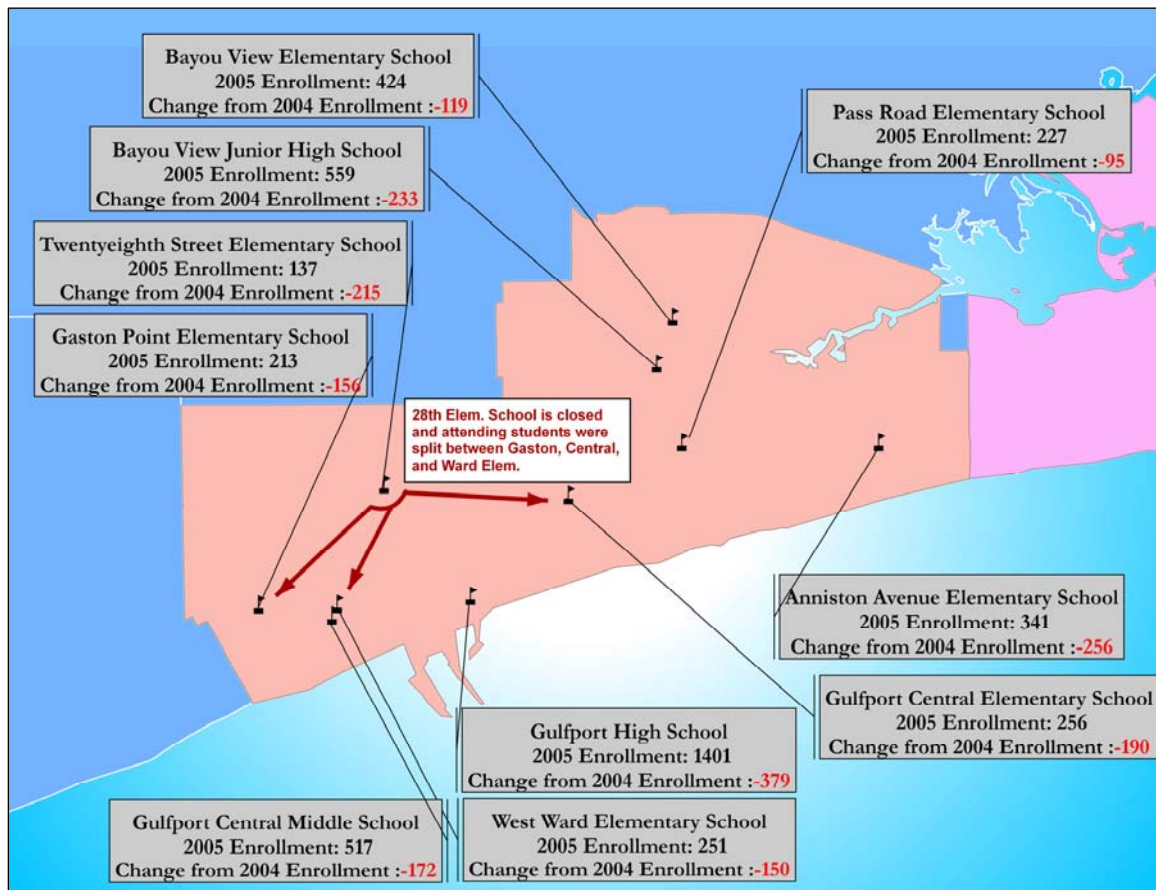 Bayou View Elementary School
2005 Enrollment: 424
Change from 2004 Enrollment :-119
Pass Road Elementary School
2005 Enrollment: 227
Change from 2004 Enrollment :-95
Bayou View Junior High School
2005 Enrollment: 559
Change from 2004 Enrollment :-233
Twentyeighth Street Elementary School
2005 Enrollment: 137
Change from 2004 Enrollment :-215
Gaston Point Elementary School
2005 Enrollment: 213
Change from 2004 Enrollment :-156
28th Elem. School is closed
and attending students were
split between Gaston, Central,
and Ward Elem.
Anniston Avenue Elementary School
2005 Enrollment: 341
Change from 2004 Enrollment :-256
Gulfport Central Elementary School
2005 Enrollment: 256
Change from 2004 Enrollment :-190
Gulfport High School
2005 Enrollment: 1401
Change from 2004 Enrollment :-379
Gulfport Central Middle School
2005 Enrollment: 517
Change from 2004 Enrollment :-172
West Ward Elementary School
2005 Enrollment: 251
Change from 2004 Enrollment :-150